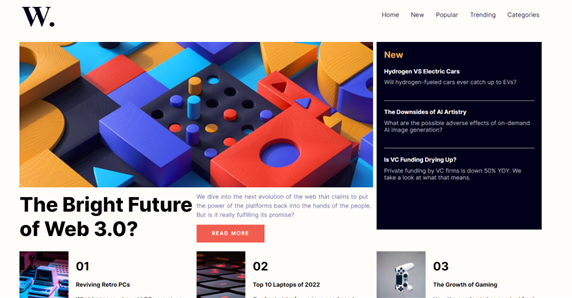 W.
Home New Popular Trending Categories
New
Hydrogen VS Electric Cars
Will hydrogen-fueled cars ever catch up to EVs?
The Downsides of AI Artistry
What are the possible adverse effects of on-demand
AI image generation?
Is VC Funding Drying Up?
Private funding by VC firms is down 50% YOY. We
take a look at what that means.
The Bright Future
of Web 3.0?
We dive into the next evolution of the web that claims to put
the power of the platforms back into the hands of the people.
But is it really fulfilling its promise?
READ MORE
01
Reviving Retro PCs
02
Top 10 Laptops of 2022
03
The Growth of Gaming